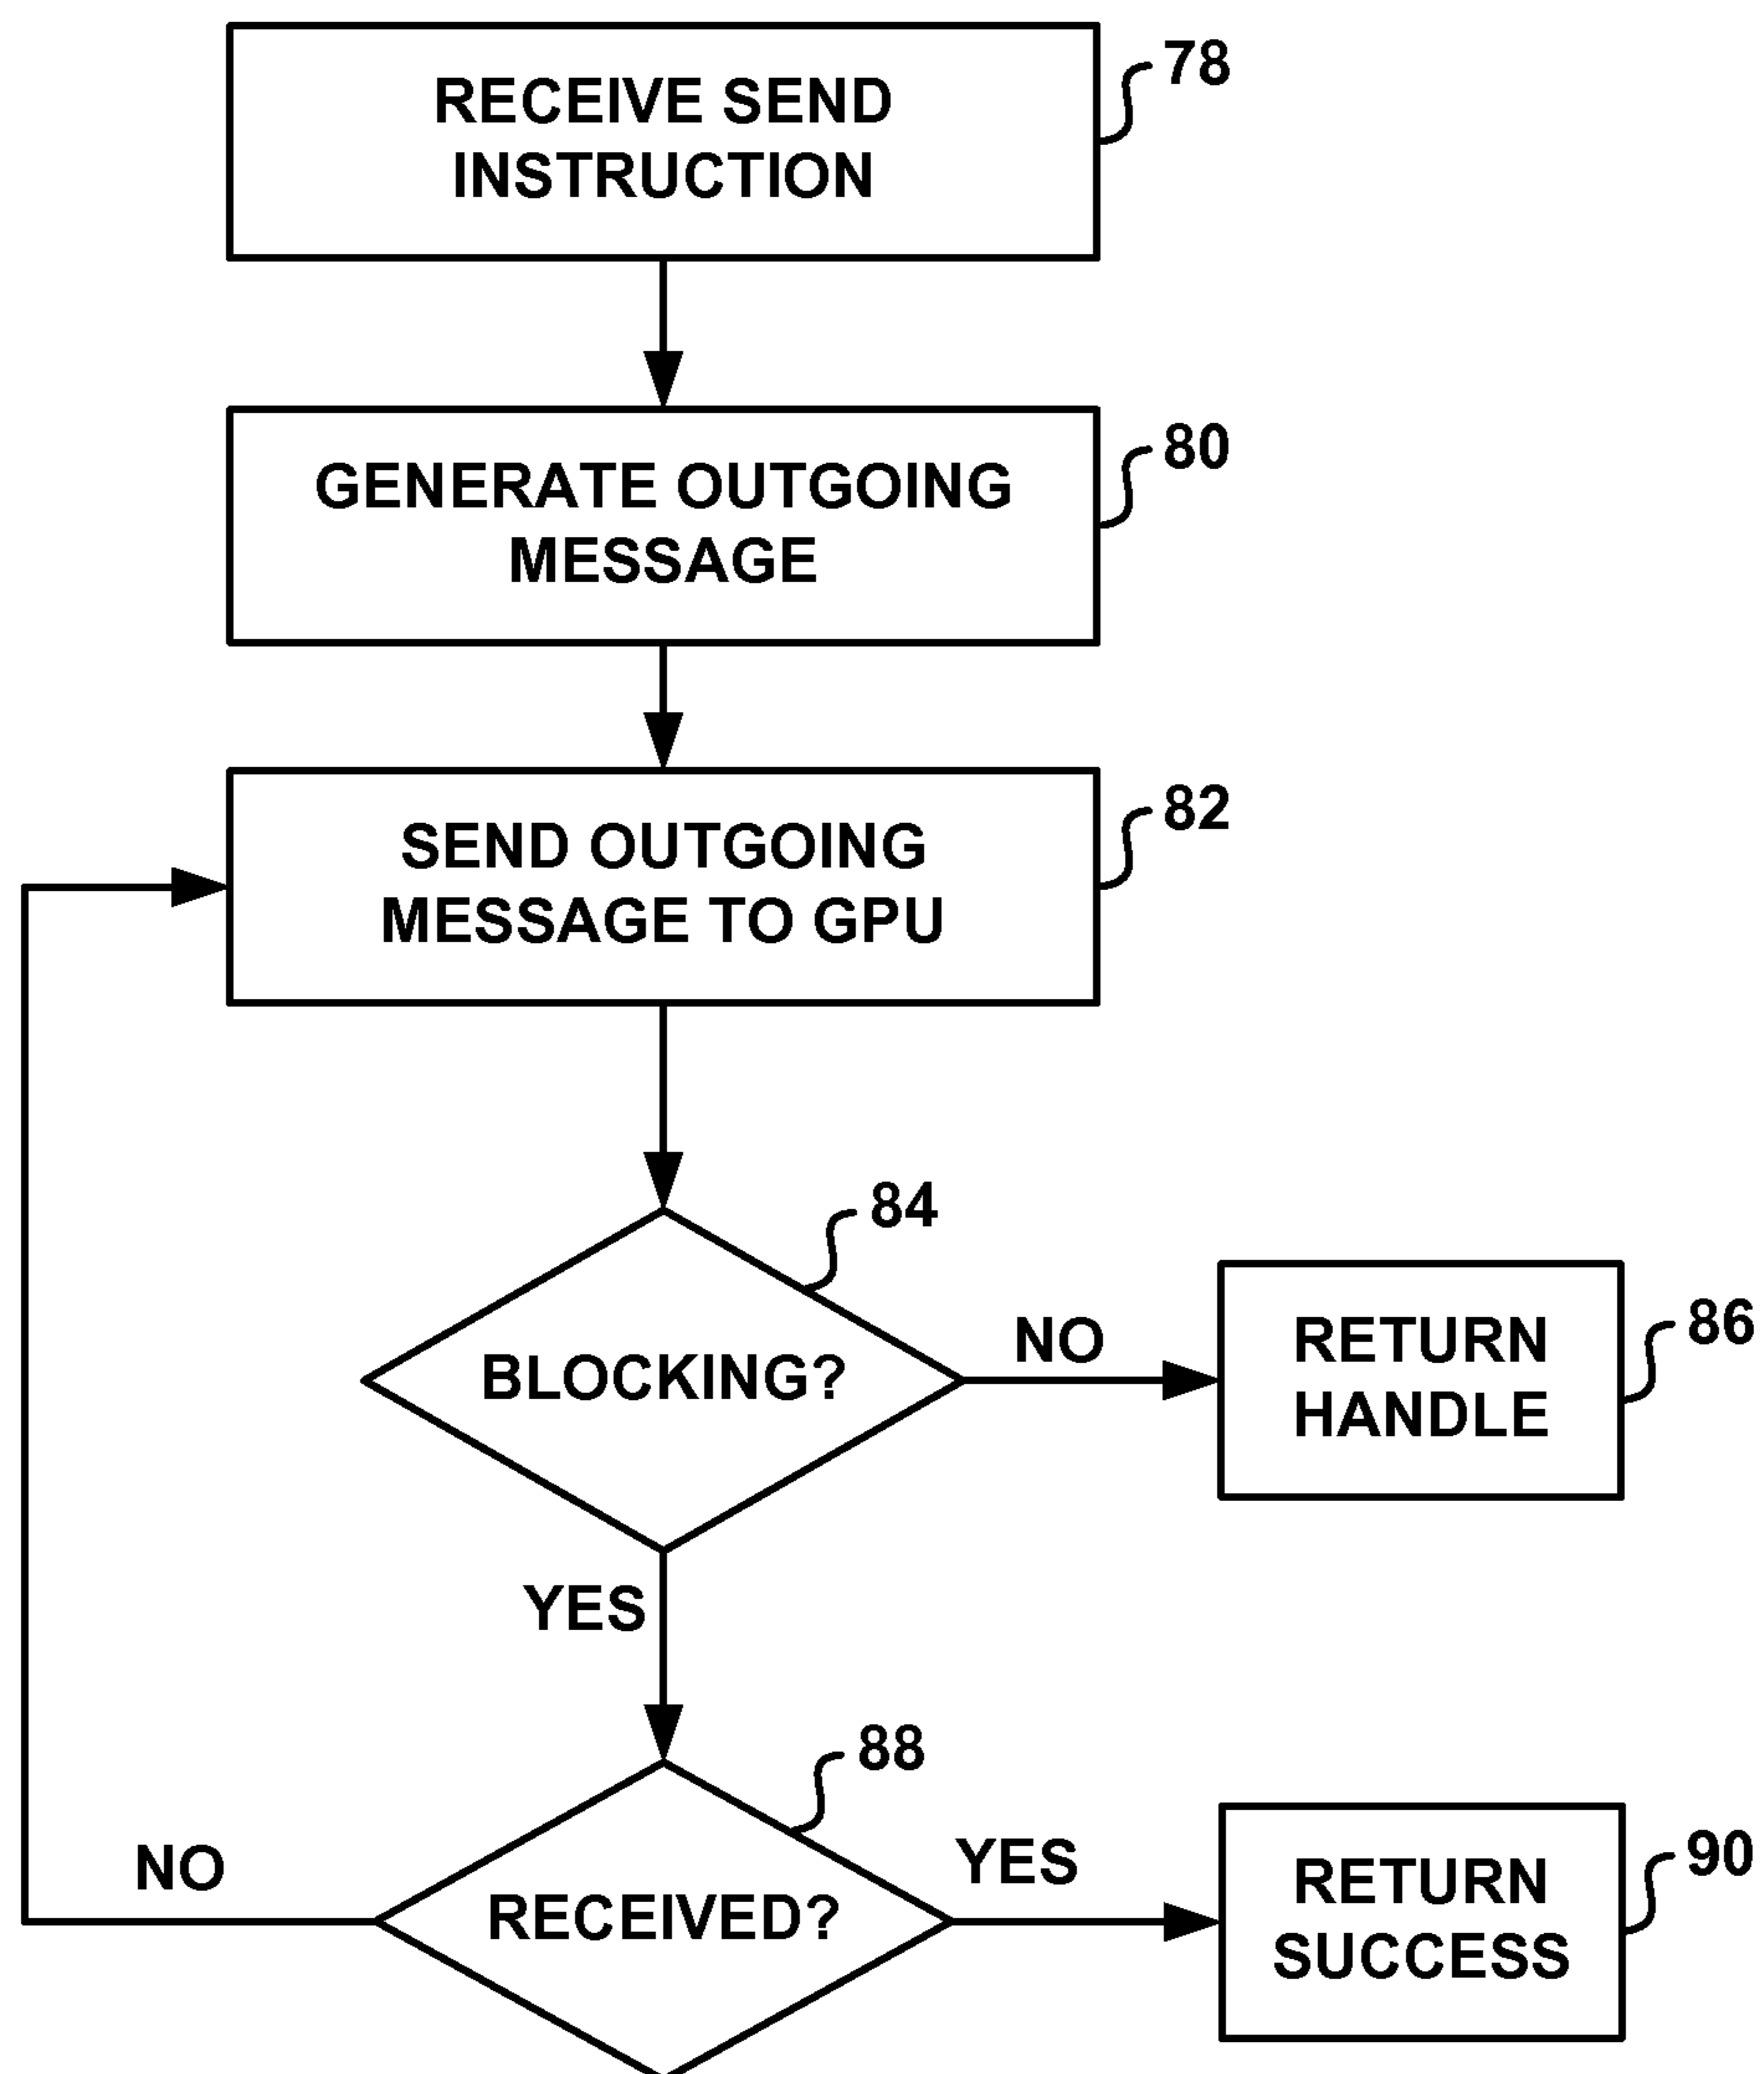 RECEIVE SEND
INSTRUCTION
78
GENERATE OUTGOING
MESSAGE
80
SEND OUTGOING
MESSAGE TO GPU
82
BLOCKING?
84
NO
RETURN
HANDLE
86
YES
RECEIVED?
88
NO
YES
RETURN
SUCCESS
90